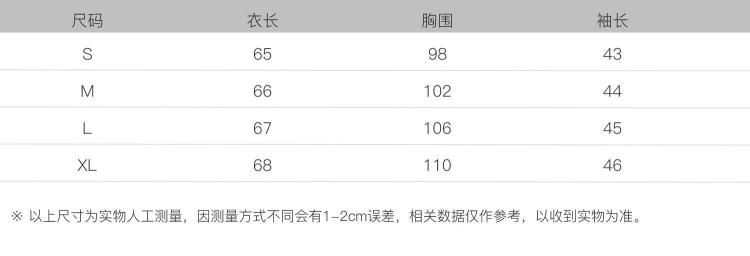 尺码 衣长 胸围 袖长
S 65 98 43
M 66 102 44
L 67 106 45
XL 68 110 46
※ 以上尺寸为实物人工测量，因测量方式不同会有1-2cm误差，相关数据仅作参考，以收到实物为准。